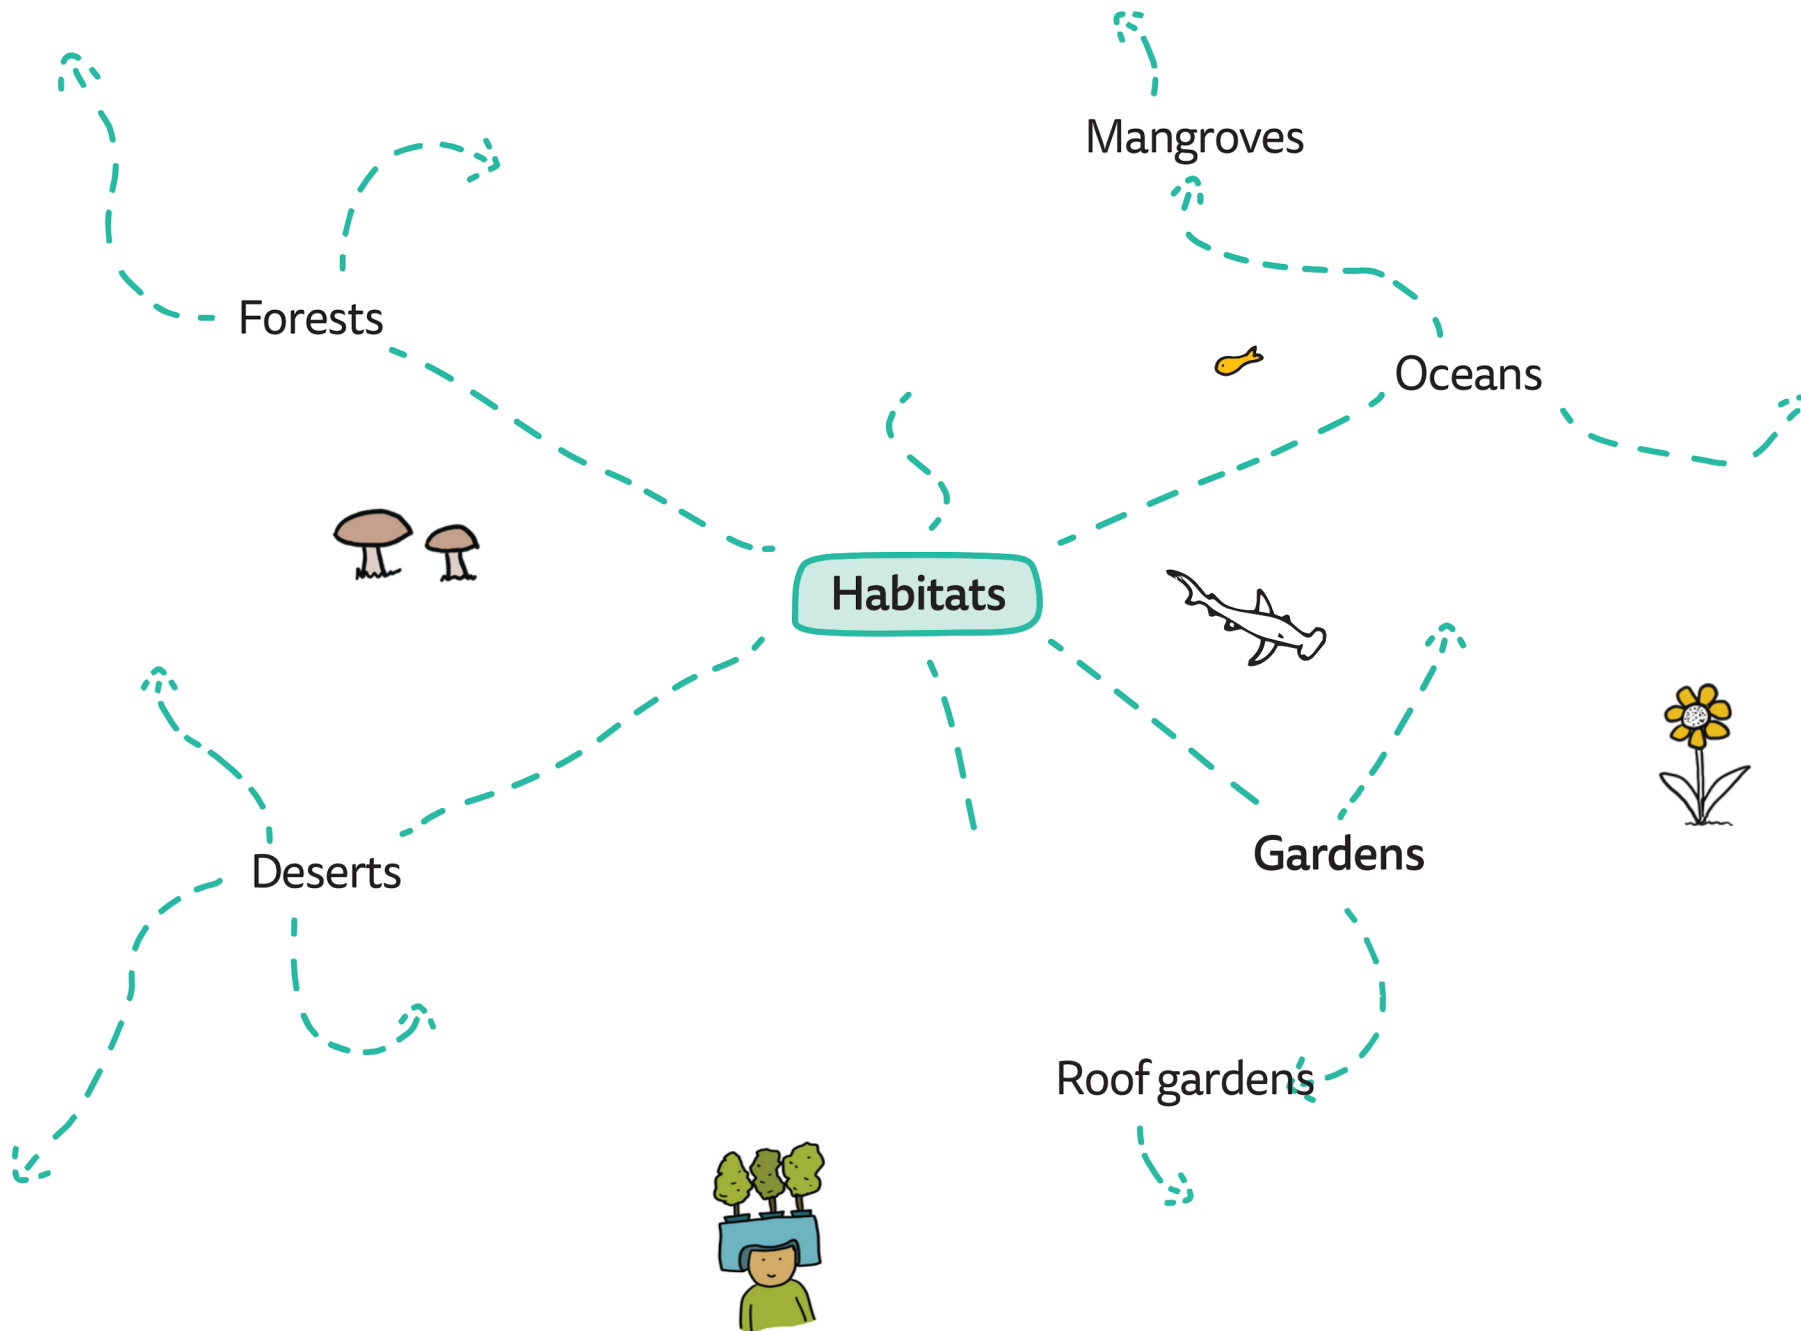 Mangroves
Forests
Oceans
Habitats
Gardens
Deserts
Roof gardens